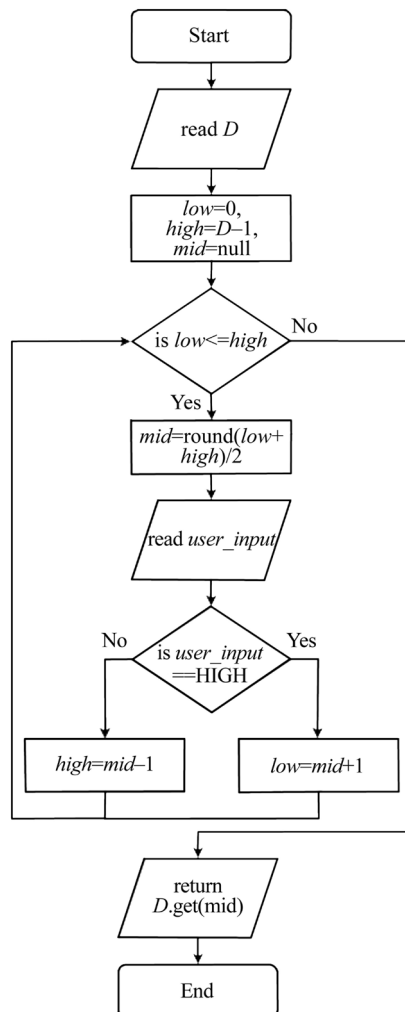 Start
read D
low=0,
high=D–1,
mid=null
is low<=high
No
Yes
mid=round(low+
high)/2
read user_input
No
Yes
is user_input
==HIGH
high=mid–1
low=mid+1
return
D.get(mid)
End